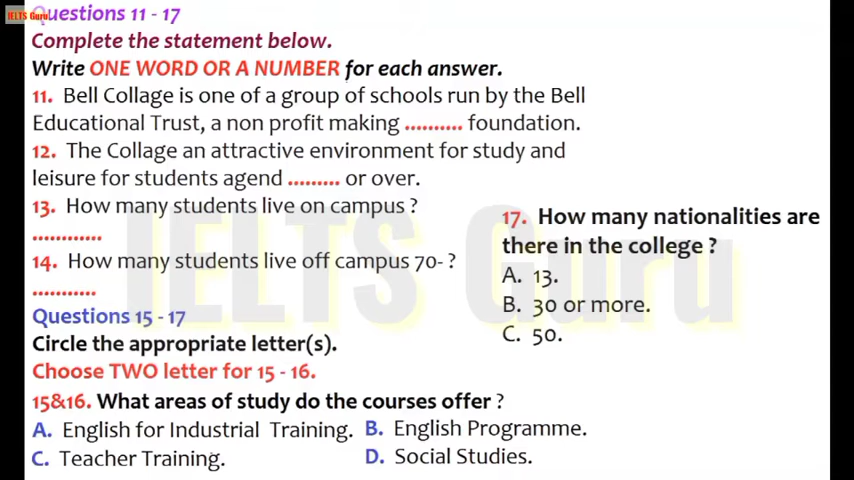 IELTS Guru
Questions 11 - 17
Complete the statement below.
Write ONE WORD OR A NUMBER for each answer.
11. Bell Collage is one of a group of schools run by the Bell
Educational Trust, a non profit making .......... foundation.
12. The Collage an attractive environment for study and
leisure for students agend ......... or over.
13. How many students live on campus ?
............
14. How many students live off campus 70- ?
...........
Questions 15 - 17
Circle the appropriate letter(s).
Choose TWO letter for 15 - 16.
15&16. What areas of study do the courses offer ?
A. English for Industrial Training. B. English Programme.
C. Teacher Training. D. Social Studies.
17. How many nationalities are
there in the college ?
A. 13.
B. 30 or more.
C. 50.
IELTS Guru